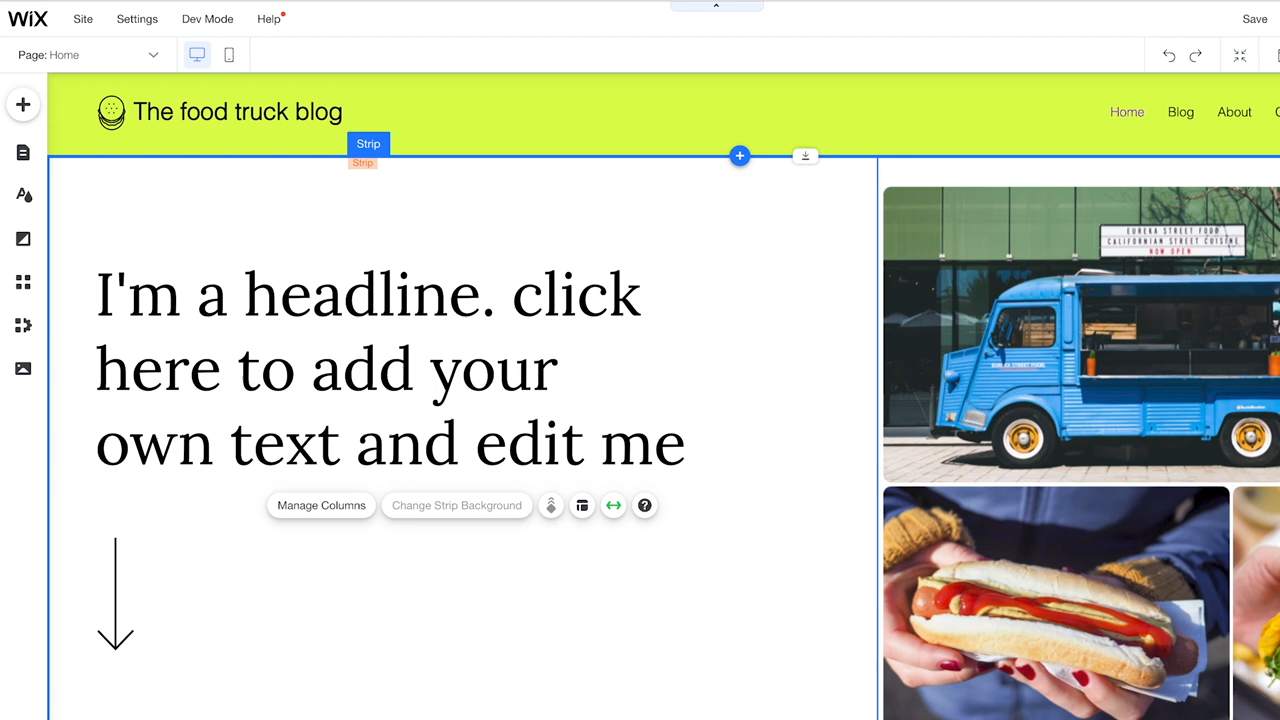 WiX
Site
Settings
Dev Mode
Help
Save
Page: Home
The food truck blog
Home
Blog
About
Strip
Strip
I'm a headline. click
here to add your
own text and edit me
Manage Columns
Change Strip Background
EUREKA STREET FOOD
CALIFORNIAN STREET CUISINE
NOW OPEN